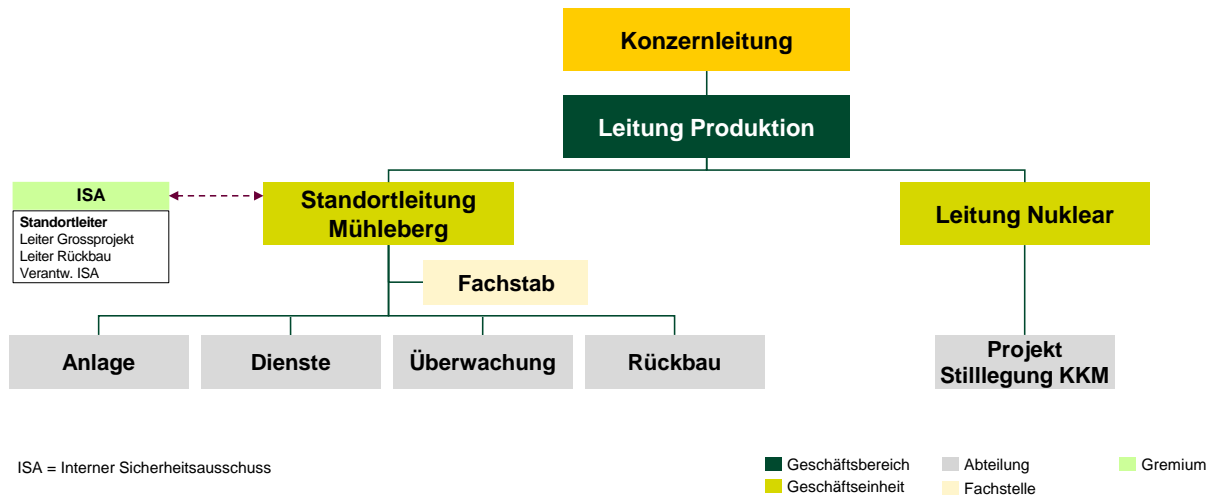 Konzernleitung
Leitung Produktion
ISA
Standortleiter
Leiter Grossprojekt
Leiter Rückbau
Verantw. ISA
Standortleitung
Mühleberg
Leitung Nuklear
Fachstab
Anlage
Dienste
Überwachung
Rückbau
Projekt
Stilllegung KKM
ISA = Interner Sicherheitsausschuss
Geschäftsbereich
Abteilung
Gremium
Geschäftseinheit
Fachstelle